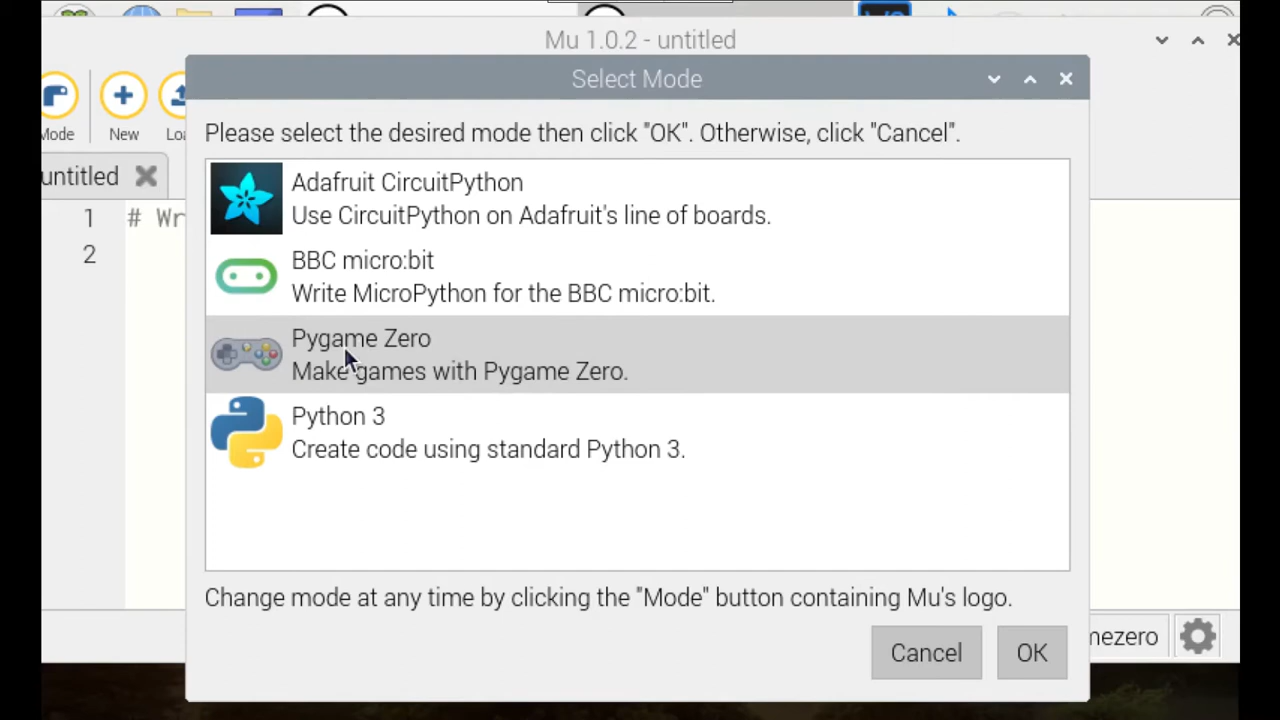 Mu 1.0.2 - untitled
Select Mode
Mode
New
Please select the desired mode then click "OK". Otherwise, click "Cancel".
untitled
Adafruit CircuitPython
Use CircuitPython on Adafruit's line of boards.
1 # Wr
2
BBC micro:bit
Write MicroPython for the BBC micro:bit.
Pygame Zero
Make games with Pygame Zero.
Python 3
Create code using standard Python 3.
Change mode at any time by clicking the "Mode" button containing Mu's logo.
mezero
Cancel
OK